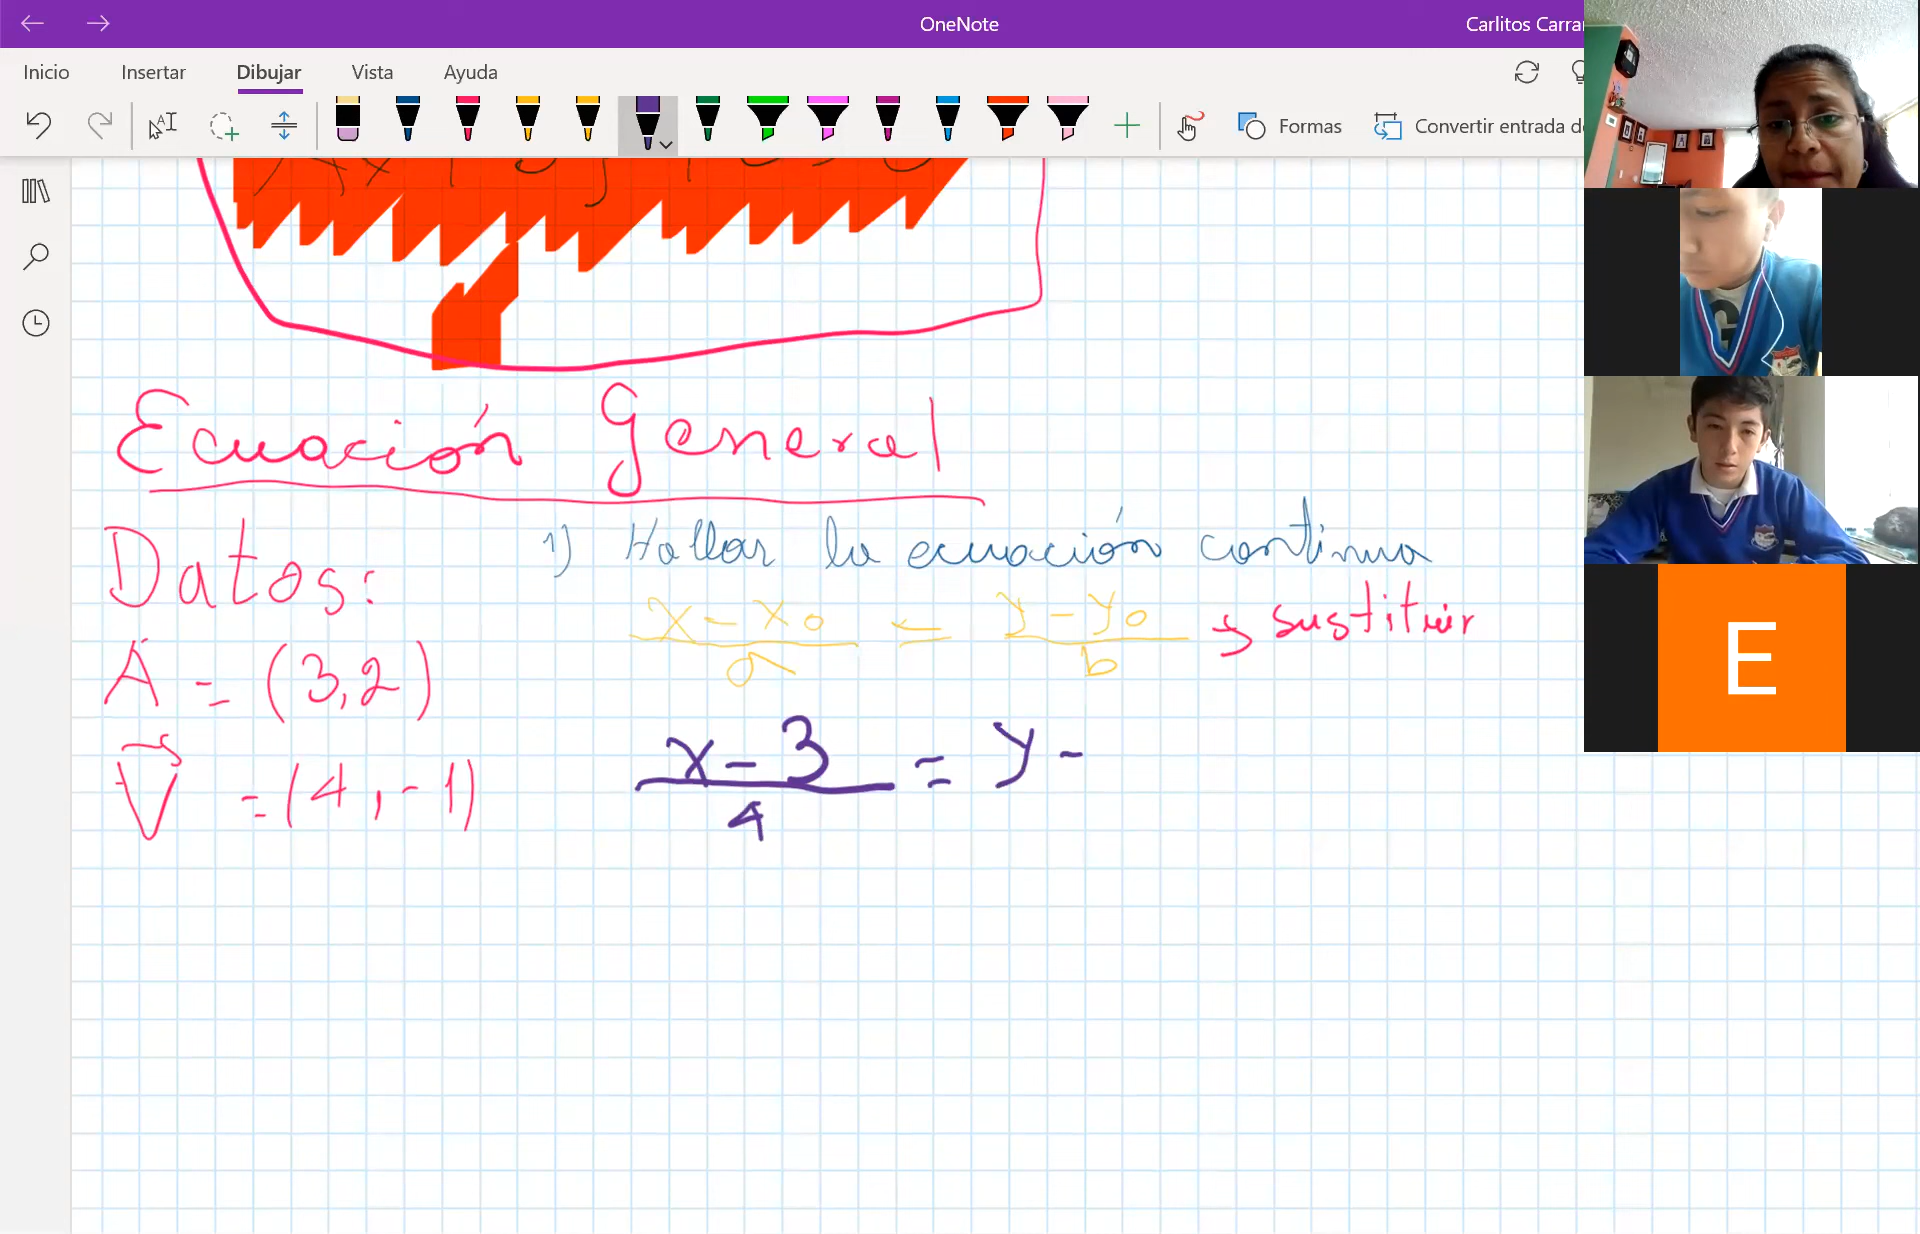 OneNote
Carlitos Carra
Inicio Insertar Dibujar Vista Ayuda
Formas Convertir entrada d
Ecuación General
Datos:
1) Hallar la ecuación continua
x - x0 / a = y - y0 / b → sustituir
A = (3,2)
x - 3 / 4 = y -
V = (4, -1)
E